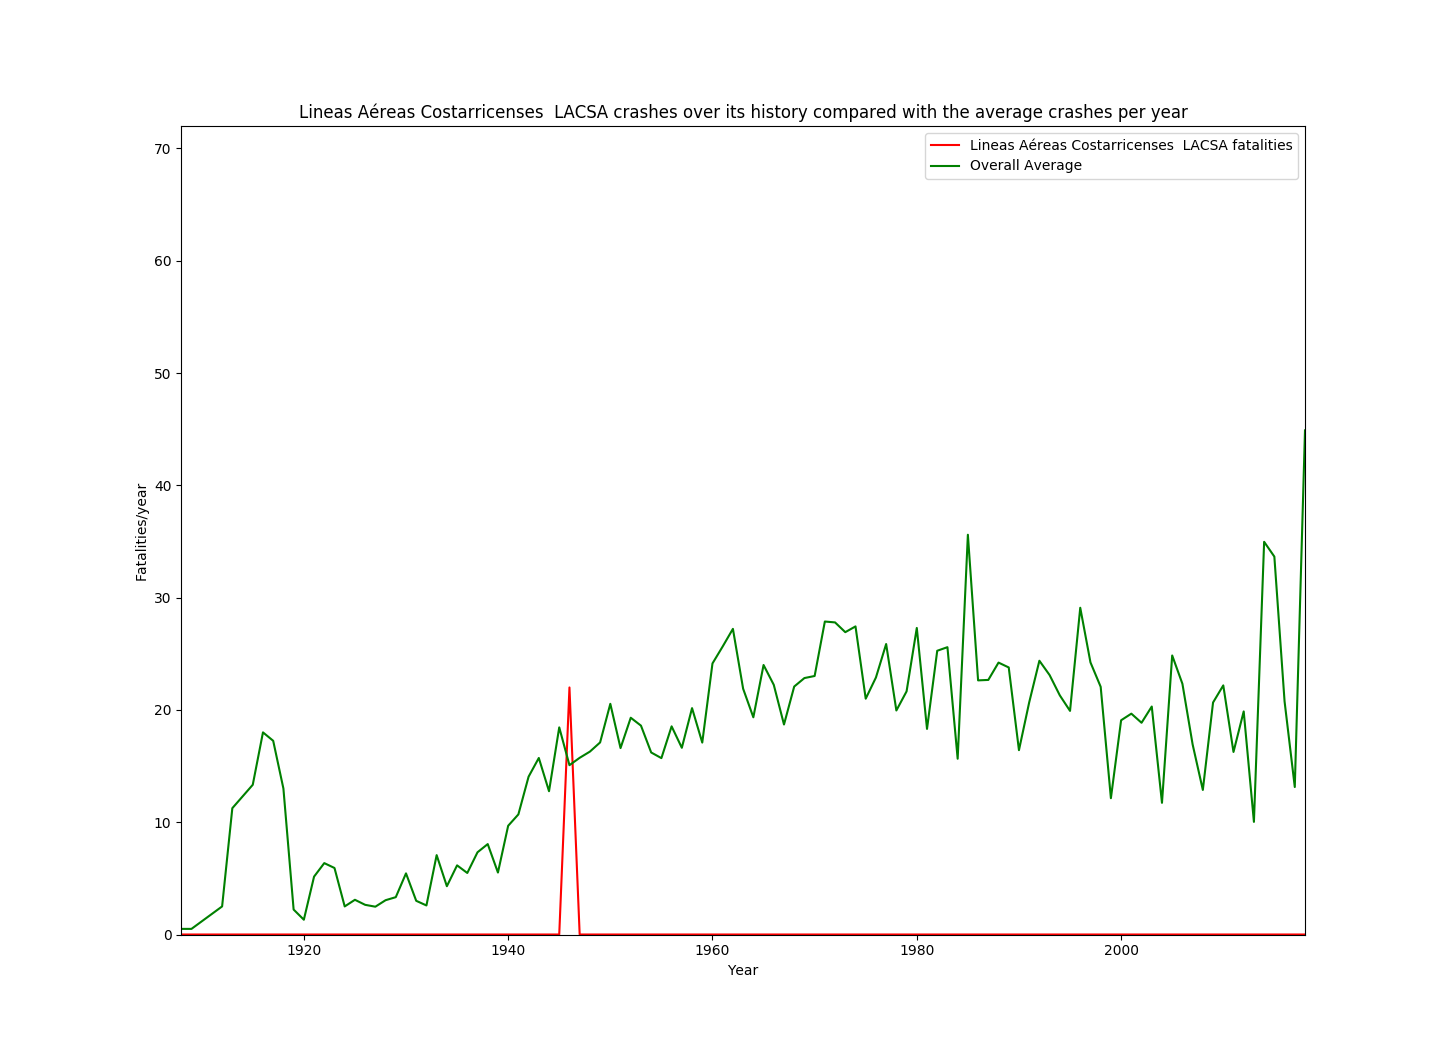 Lineas Aéreas Costarricenses  LACSA crashes over its history compared with the average crashes per year
Lineas Aéreas Costarricenses  LACSA fatalities
Overall Average
70
60
50
40
30
20
10
0
Fatalities/year
1920
1940
1960
1980
2000
Year